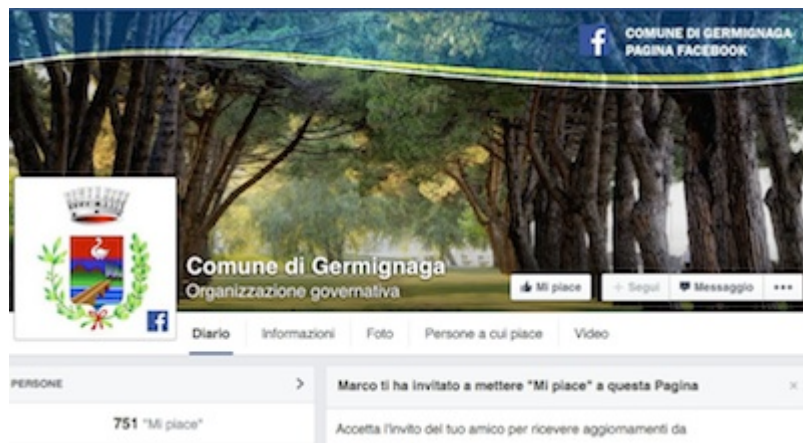 COMUNE DI GERMIGNAGA
PAGINA FACEBOOK
Comune di Germignaga
Organizzazione governativa
Mi piace
+ Segui
Messaggio
Diario
Informazioni
Foto
Persone a cui piace
Video
PERSONE
751 "Mi piace"
Marco ti ha invitato a mettere "Mi piace" a questa Pagina
Accetta l'invito del tuo amico per ricevere aggiornamenti da